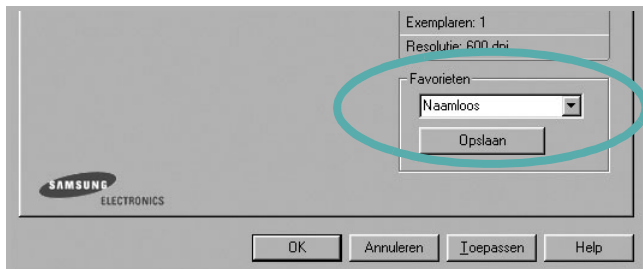 Exemplaren: 1
Resolutie: 600 dpi
Favorieten
Naamloos
Opslaan
SAMSUNG
ELECTRONICS
OK Annuleren Toepassen Help